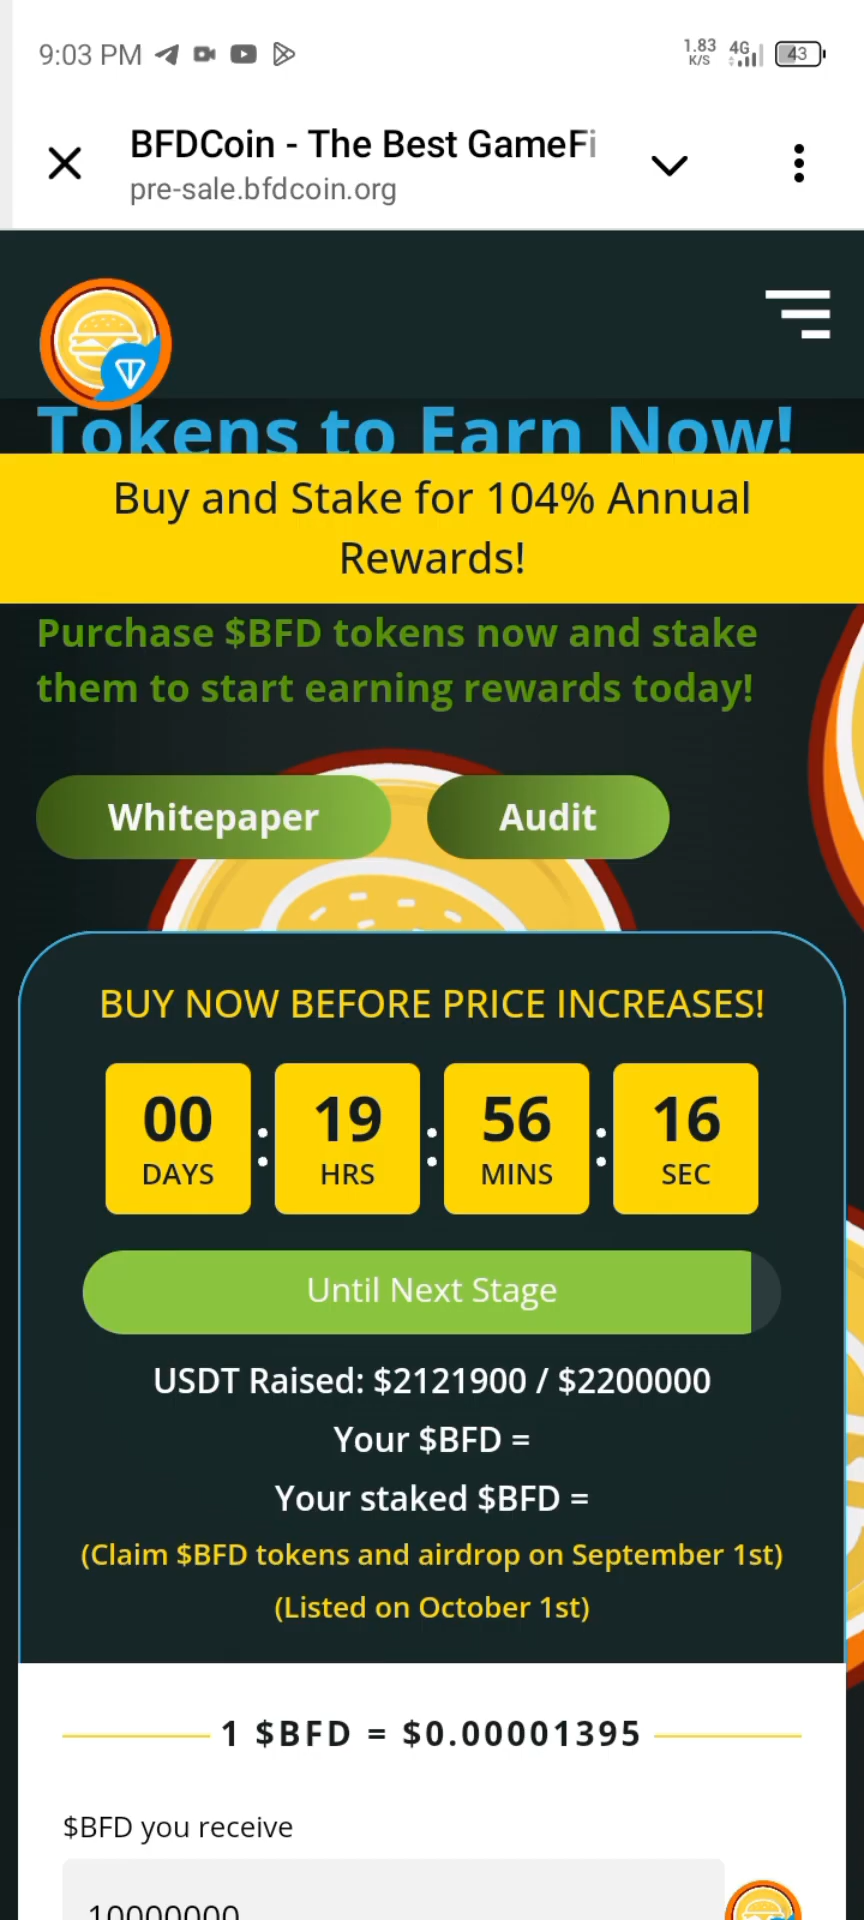 9:03 PM
1.83
K/S
4G
43
BFDCoin - The Best GameFi
pre-sale.bfdcoin.org
Tokens to Earn Now!
Buy and Stake for 104% Annual
Rewards!
Purchase $BFD tokens now and stake
them to start earning rewards today!
Whitepaper
Audit
BUY NOW BEFORE PRICE INCREASES!
00 : 19 : 56 : 16
DAYS HRS MINS SEC
Until Next Stage
USDT Raised: $2121900 / $2200000
Your $BFD =
Your staked $BFD =
(Claim $BFD tokens and airdrop on September 1st)
(Listed on October 1st)
1 $BFD = $0.00001395
$BFD you receive
10000000